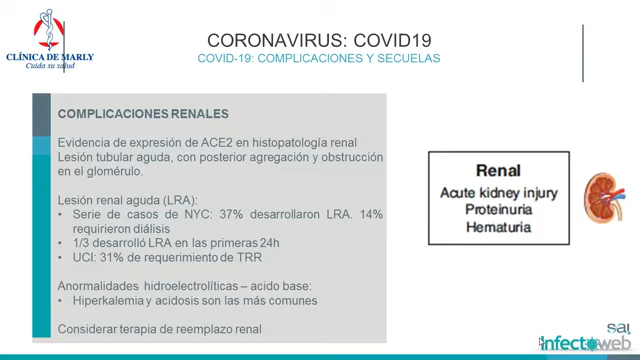 CLÍNICA DE MARLY
Cuida su salud
CORONAVIRUS: COVID19
COVID-19: COMPLICACIONES Y SECUELAS
COMPLICACIONES RENALES
Evidencia de expresión de ACE2 en histopatología renal
Lesión tubular aguda, con posterior agregación y obstrucción
en el glomérulo.
Lesión renal aguda (LRA):
• Serie de casos de NYC: 37% desarrollaron LRA. 14%
requirieron diálisis
• 1/3 desarrolló LRA en las primeras 24h
• UCI: 31% de requerimiento de TRR
Anormalidades hidroelectrolíticas – acido base:
• Hiperkalemia y acidosis son las más comunes
Considerar terapia de reemplazo renal
Renal
Acute kidney injury
Proteinuria
Hematuria
infectoweb